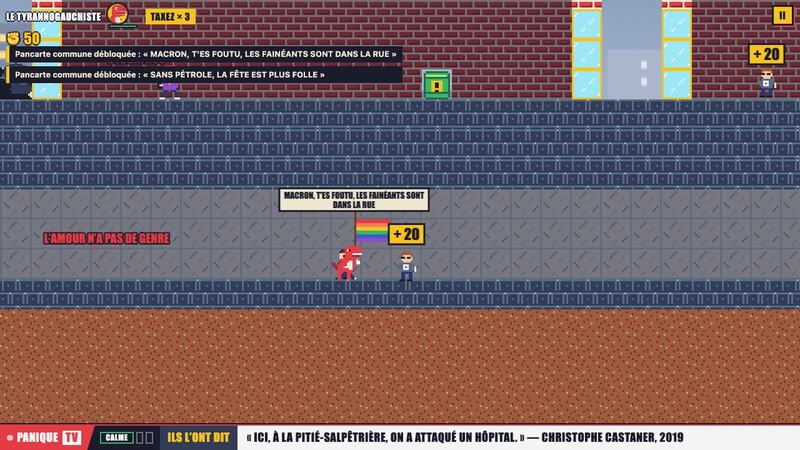 LE TYRANNOGAUCHISTE
TAXEZ × 3
50
Pancarte commune débloquée : « MACRON, T'ES FOUTU, LES FAINÉANTS SONT DANS LA RUE »
Pancarte commune débloquée : « SANS PÉTROLE, LA FÊTE EST PLUS FOLLE »
+ 20
MACRON, T'ES FOUTU, LES FAINÉANTS SONT
DANS LA RUE
+ 20
L'AMOUR N'A PAS DE GENRE
PANIQUE TV
CALME
ILS L'ONT DIT
« ICI, À LA PITIÉ-SALPÊTRIÈRE, ON A ATTAQUÉ UN HÔPITAL. » — CHRISTOPHE CASTANER, 2019